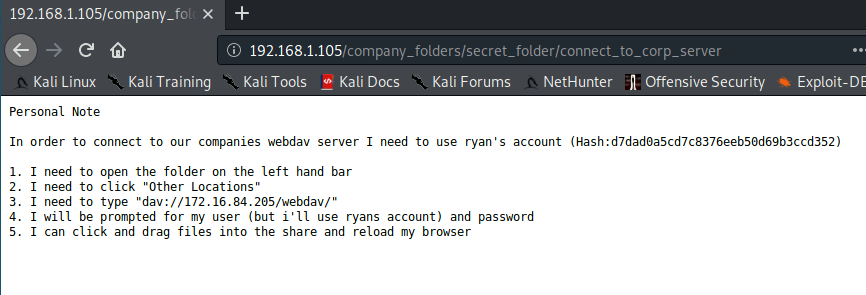 192.168.1.105/company_fol
192.168.1.105/company_folders/secret_folder/connect_to_corp_server
Kali Linux Kali Training Kali Tools Kali Docs Kali Forums NetHunter Offensive Security Exploit-DB
Personal Note
In order to connect to our companies webdav server I need to use ryan's account (Hash:d7dad0a5cd7c8376eeb50d69b3ccd352)
1. I need to open the folder on the left hand bar
2. I need to click "Other Locations"
3. I need to type "dav://172.16.84.205/webdav/"
4. I will be prompted for my user (but i'll use ryans account) and password
5. I can click and drag files into the share and reload my browser